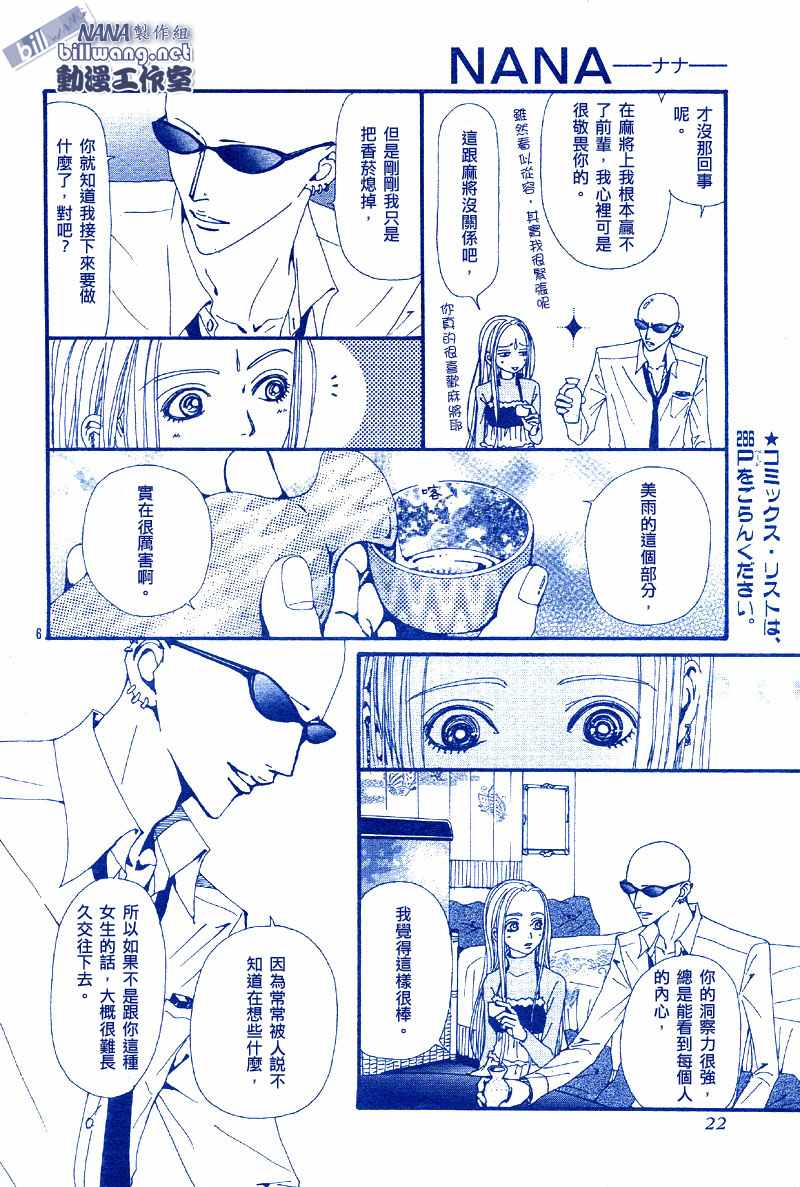 bill wang
NANA製作組
billwang.net
動漫工作室
NANA
ナナ
才沒那回事
呢。
在麻將上我根本贏不
了前輩，我心裡可是
很敬畏你的。
雖然看似從容，其實我很緊張呢
這跟麻將沒關係吧，
你真的很喜歡麻將耶
但是剛剛我只是
把香菸熄掉，
你就知道我接下來要做
什麼了，對吧？
美雨的這個部分，
喀
實在很厲害啊。
6
★コミックス・リストは、
286Pをごらんください。
ページ
你的洞察力很強，
總是能看到每個人
的內心，
我覺得這樣很棒。
因為常常被人說不
知道在想些什麼，
所以如果不是跟你這種
女生的話，大概很難長
久交往下去。
22